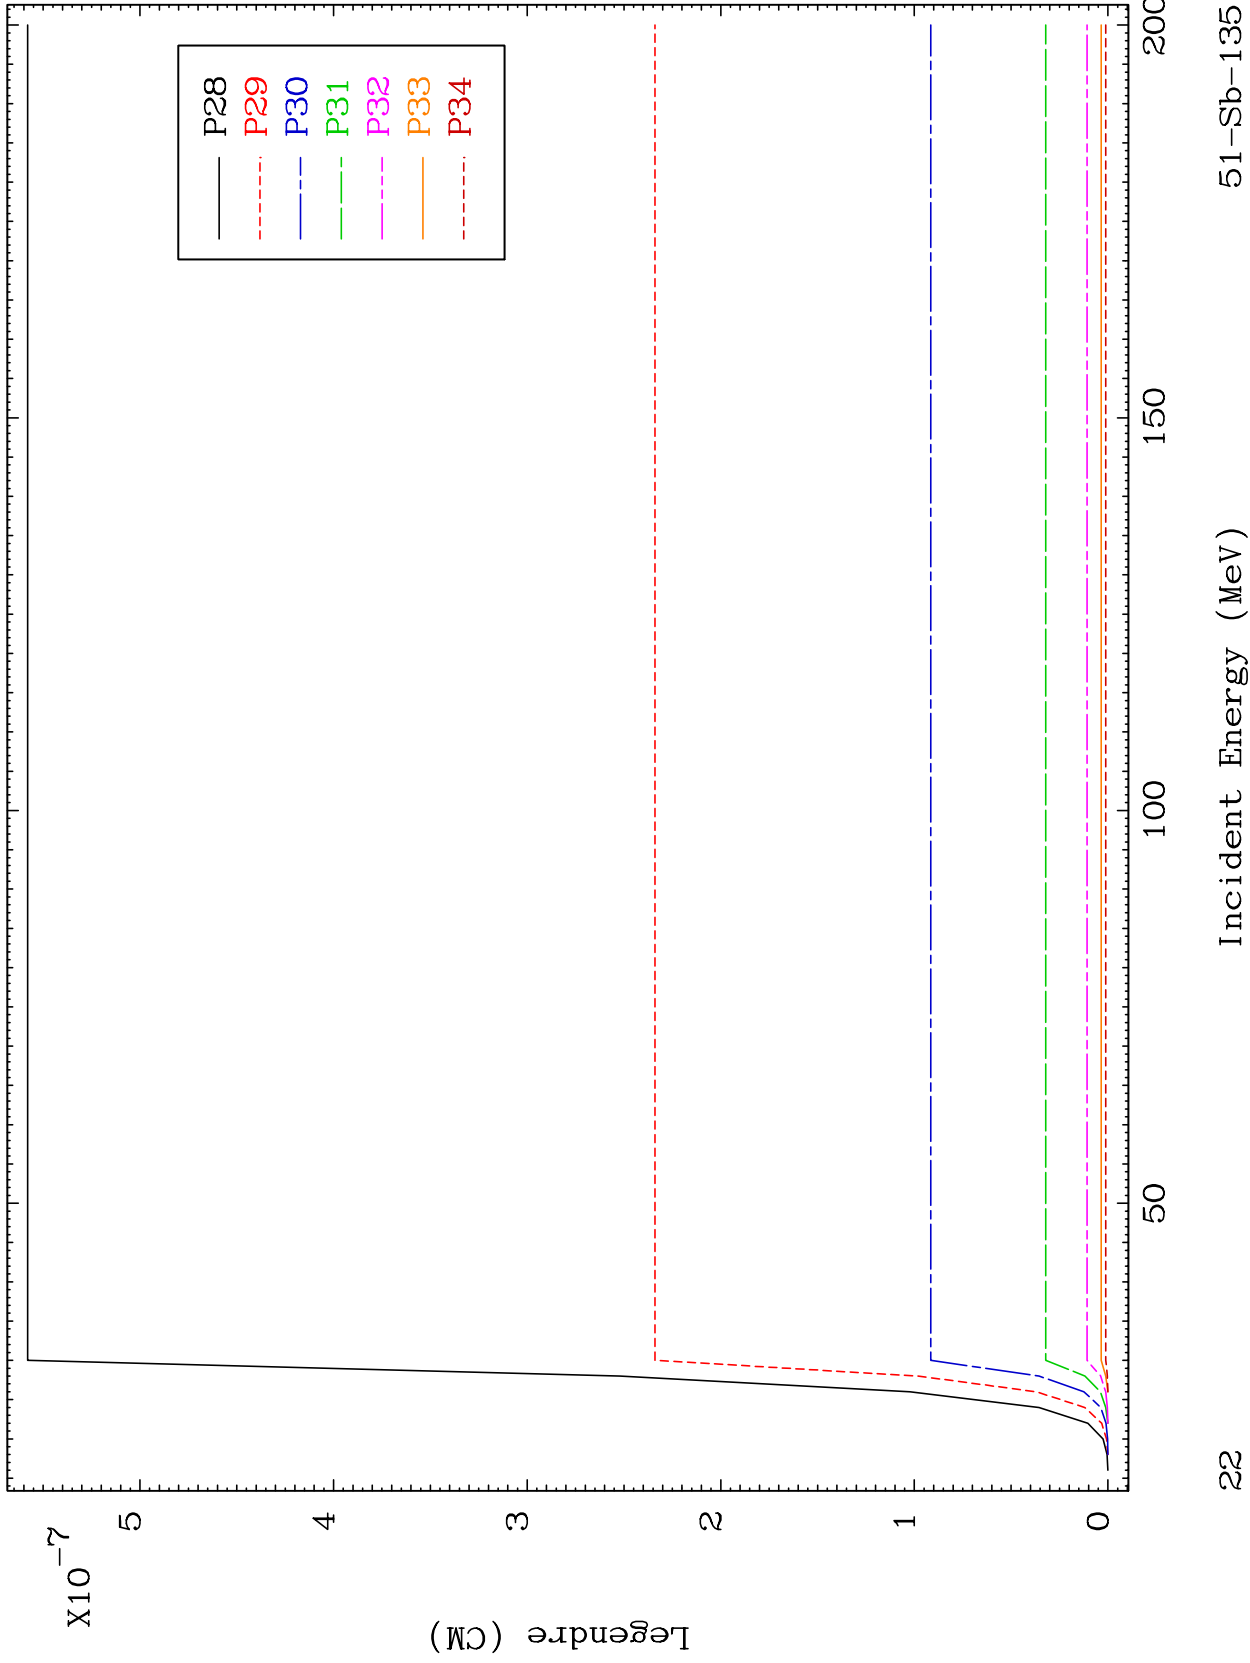 X10⁻⁷
Legendre (CM)
5
4
3
2
1
0
P28
P29
P30
P31
P32
P33
P34
50
100
150
200
Incident Energy (MeV)
22
51-Sb-135